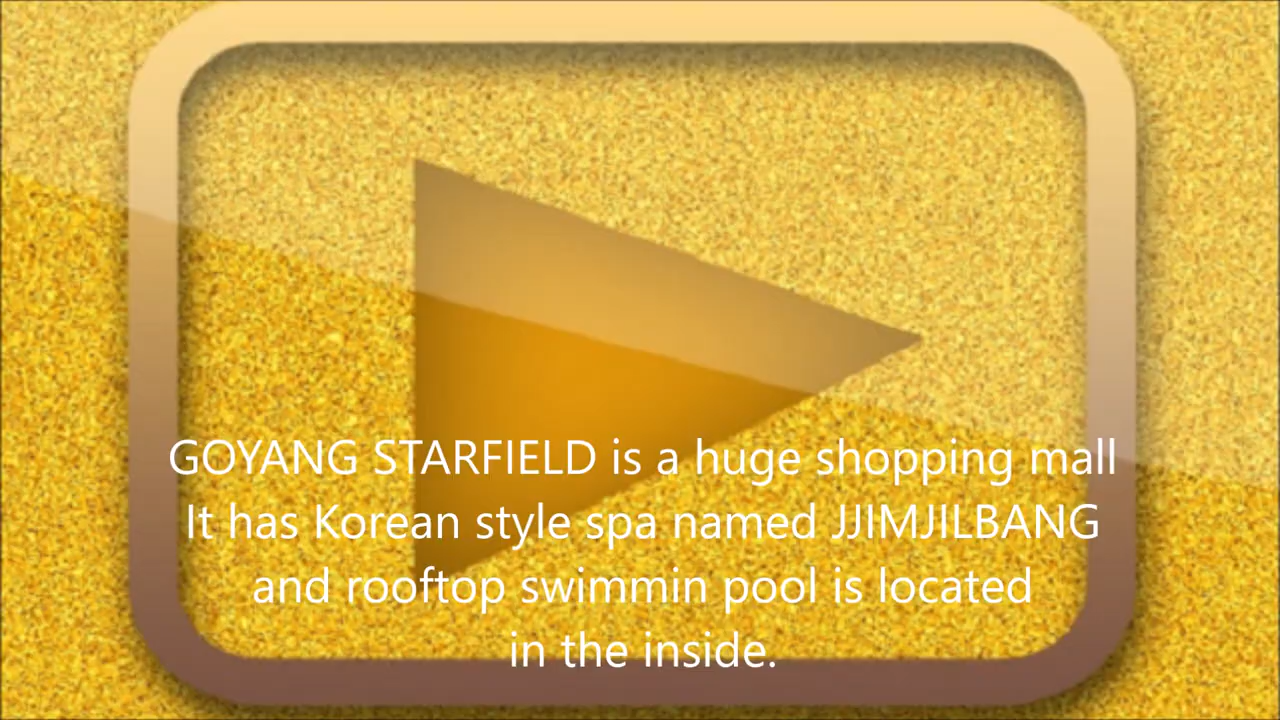 GOYANG STARFIELD is a huge shopping mall
It has Korean style spa named JJIMJILBANG
and rooftop swimmin pool is located
in the inside.